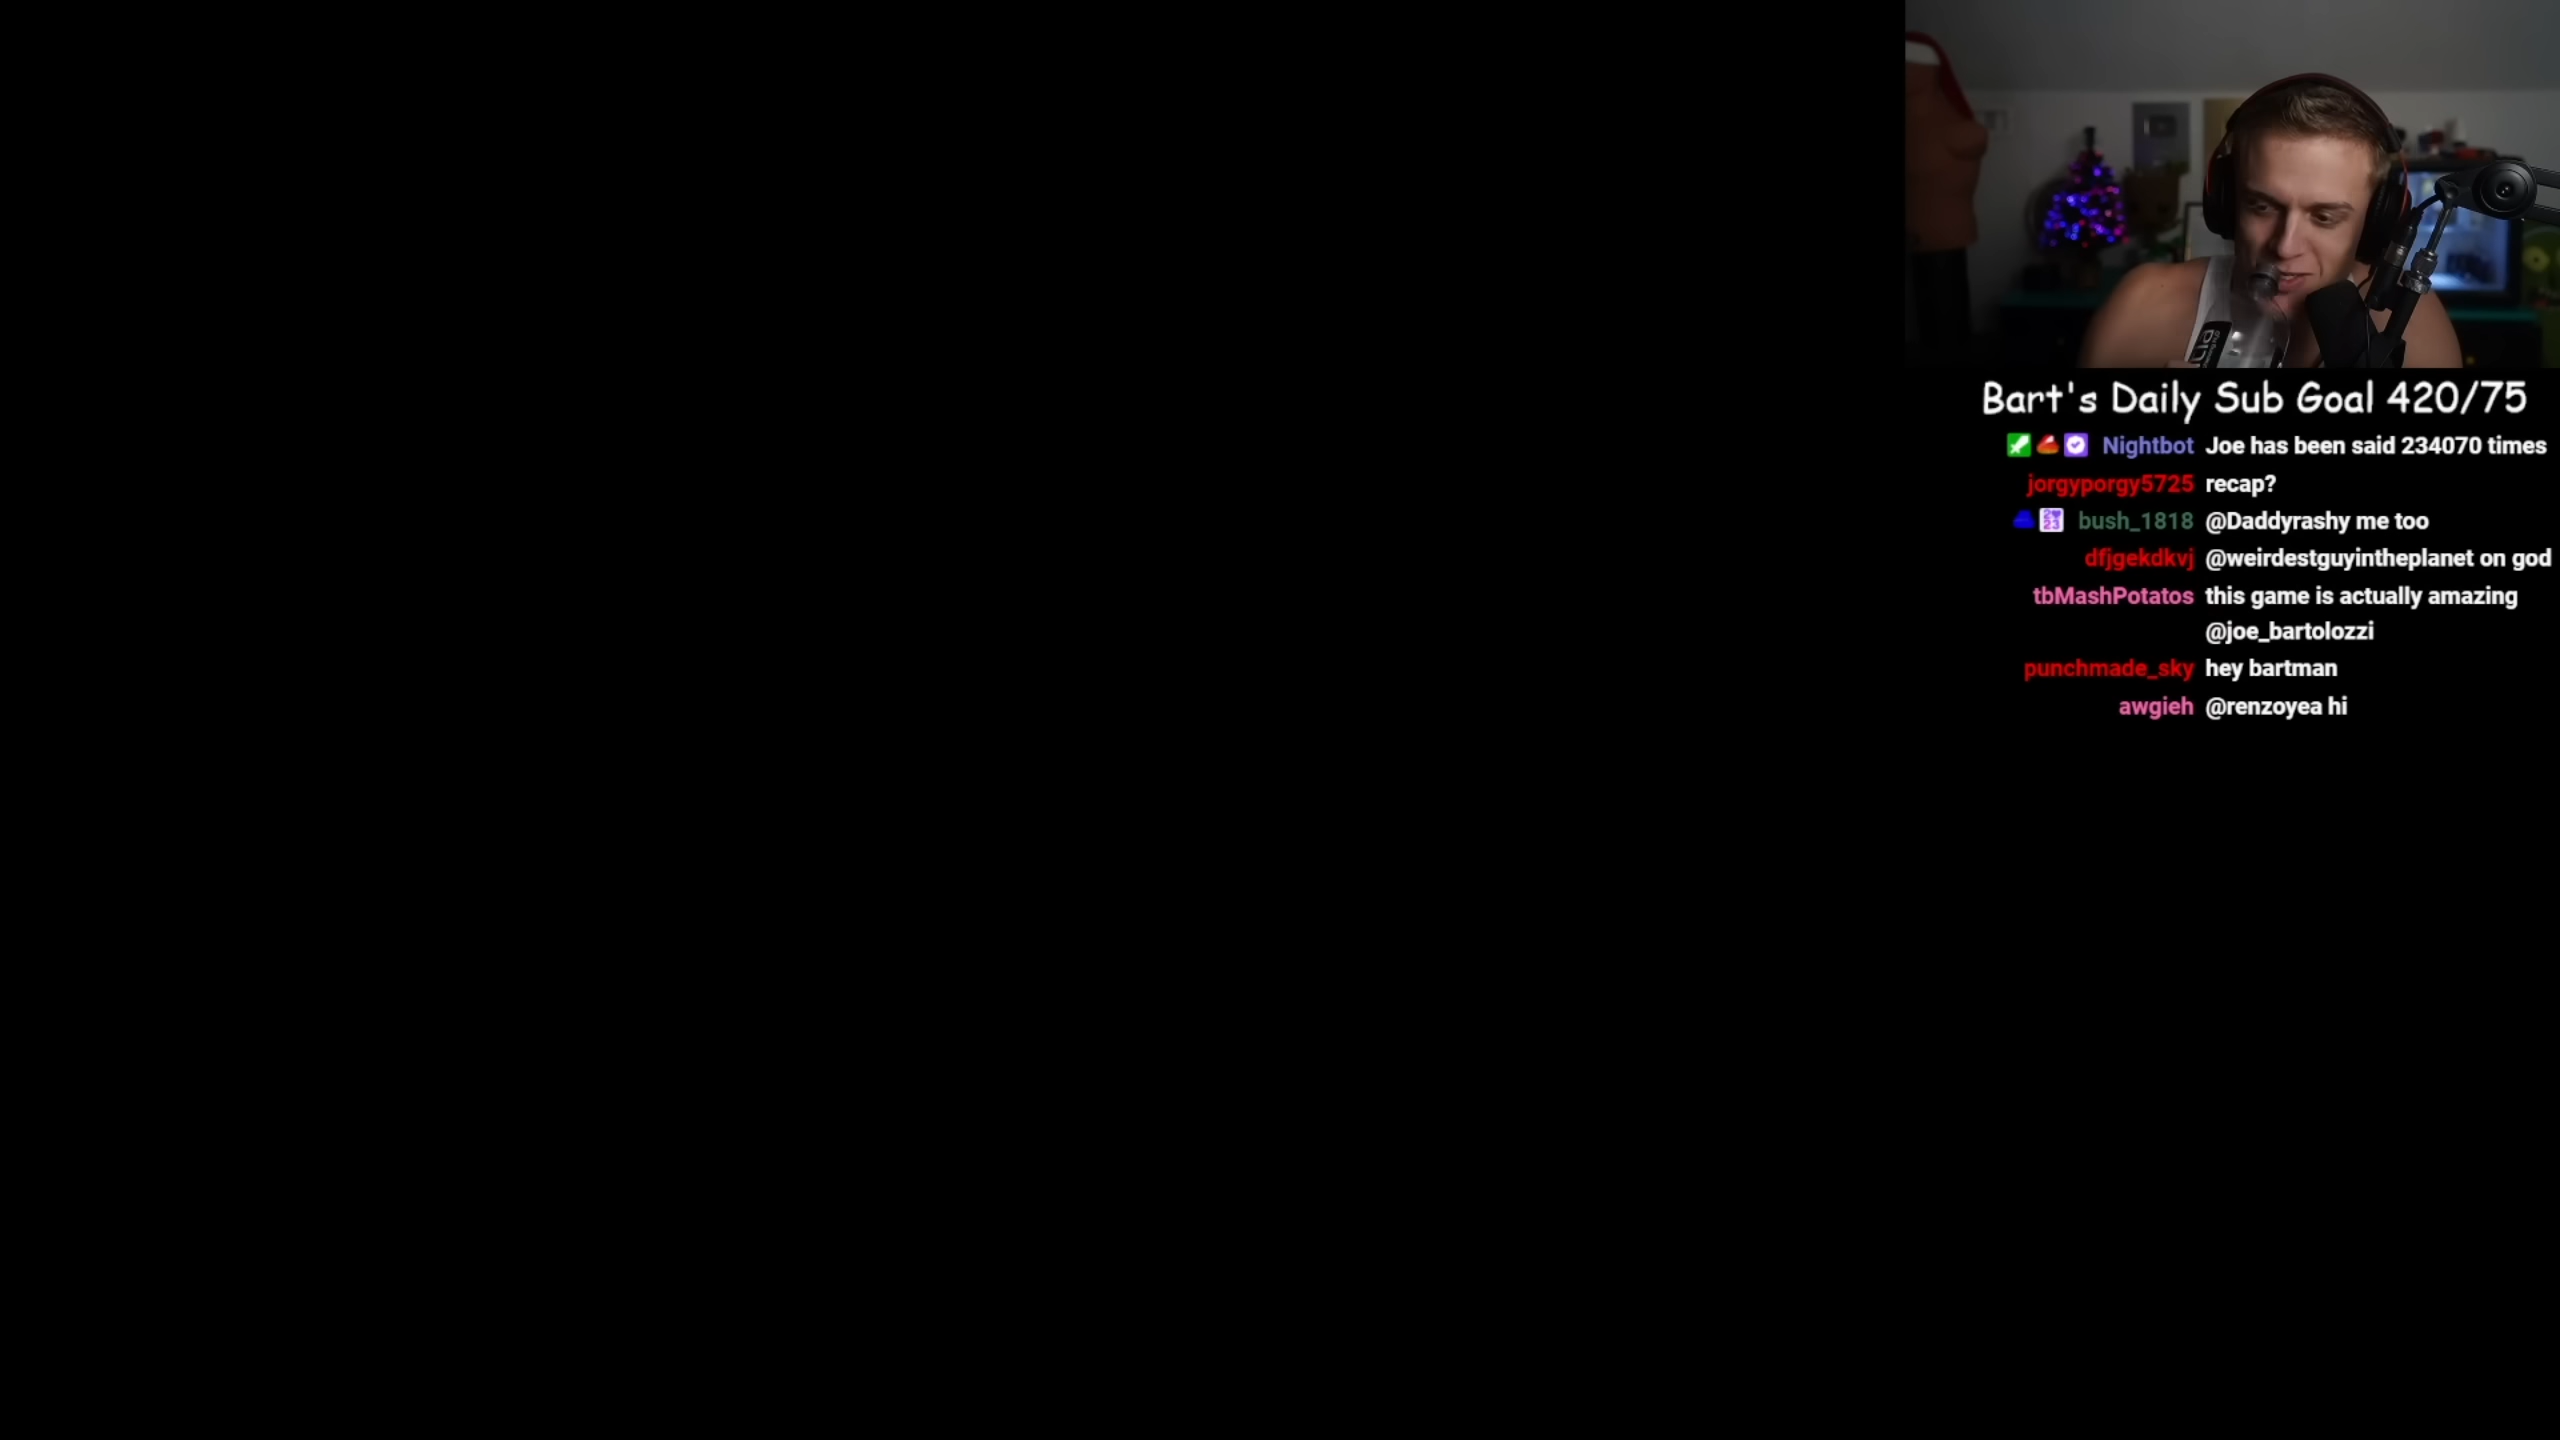 Bart's Daily Sub Goal 420/75
Nightbot Joe has been said 234070 times
jorgyporgy5725 recap?
bush_1818 @Daddyrashy me too
dfjgekdkvj @weirdestguyintheplanet on god
tbMashPotatos this game is actually amazing
@joe_bartolozzi
punchmade_sky hey bartman
awgieh @renzoyea hi